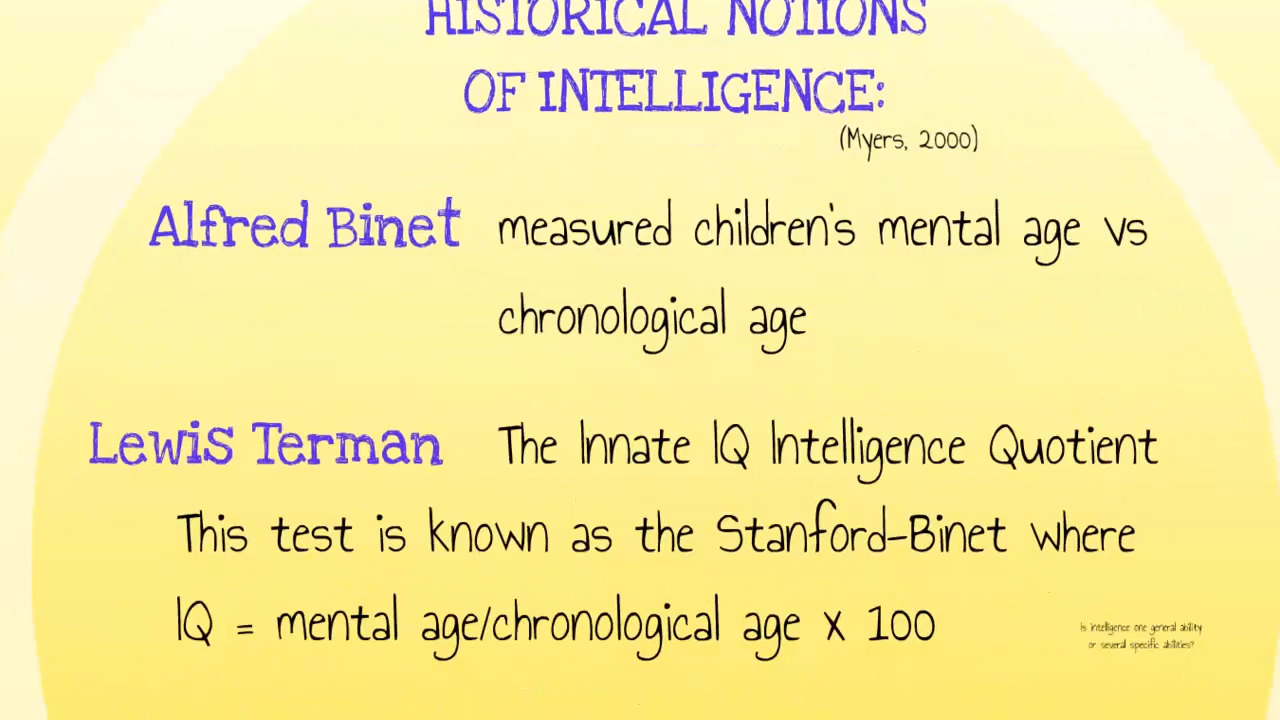 HISTORICAL NOTIONS
OF INTELLIGENCE:
(Myers, 2000)
Alfred Binet measured children's mental age vs
chronological age
Lewis Terman The Innate IQ Intelligence Quotient
This test is known as the Stanford-Binet where
IQ = mental age/chronological age x 100
Is intelligence one general ability
or several specific abilities?